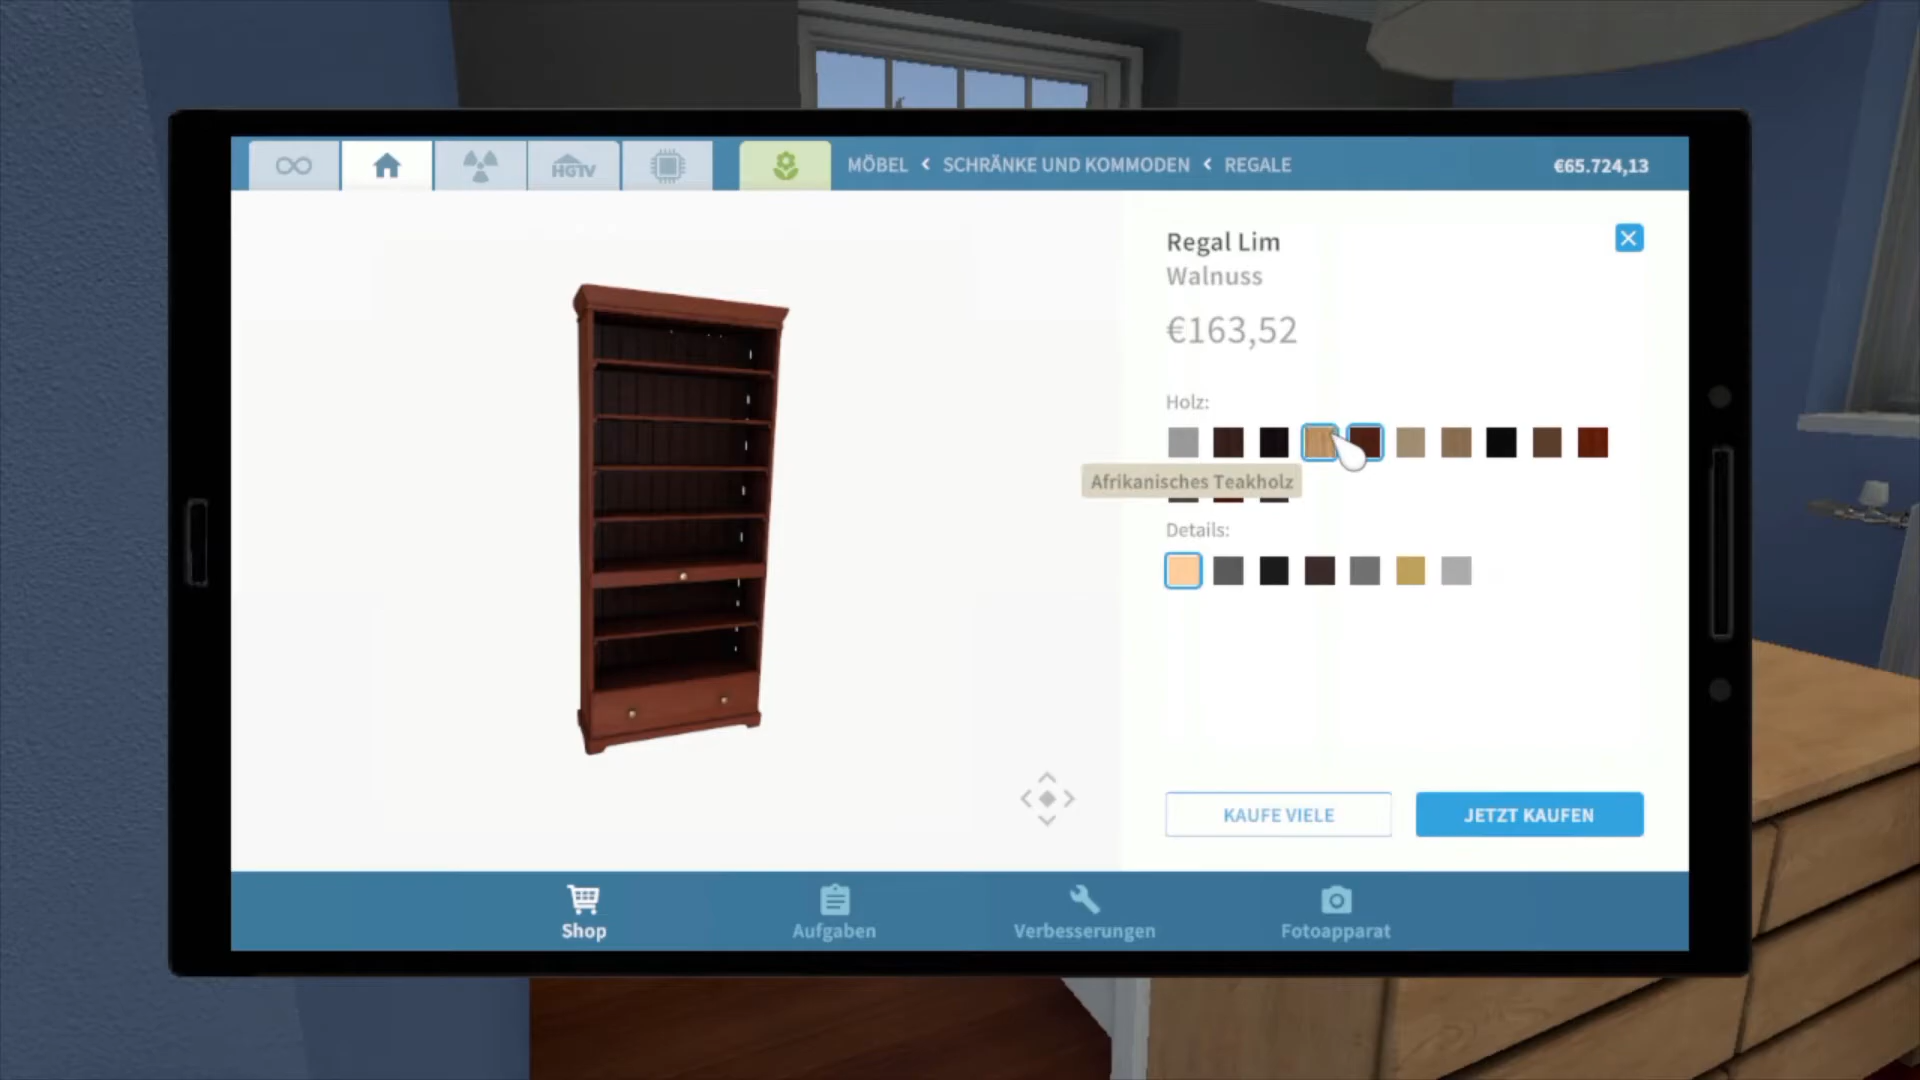 HGTV
MÖBEL < SCHRÄNKE UND KOMMODEN < REGALE
€65.724,13
Regal Lim
Walnuss
€163,52
Holz:
Afrikanisches Teakholz
Details:
KAUFE VIELE
JETZT KAUFEN
Shop
Aufgaben
Verbesserungen
Fotoapparat